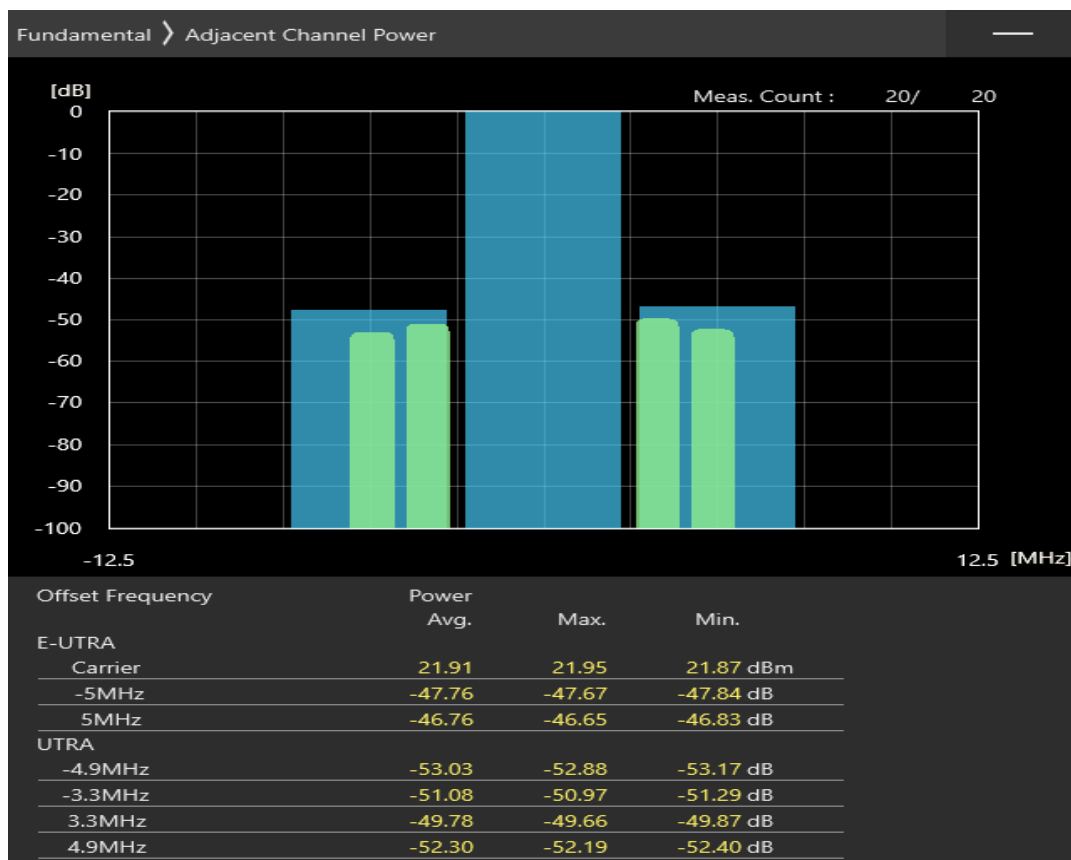 Fundamental ❯ Adjacent Channel Power
[dB]
Meas. Count : 20/ 20
0
-10
-20
-30
-40
-50
-60
-70
-80
-90
-100
-12.5 12.5 [MHz]
Offset Frequency Power
Avg. Max. Min.
E-UTRA
Carrier 21.91 21.95 21.87 dBm
-5MHz -47.76 -47.67 -47.84 dB
5MHz -46.76 -46.65 -46.83 dB
UTRA
-4.9MHz -53.03 -52.88 -53.17 dB
-3.3MHz -51.08 -50.97 -51.29 dB
3.3MHz -49.78 -49.66 -49.87 dB
4.9MHz -52.30 -52.19 -52.40 dB